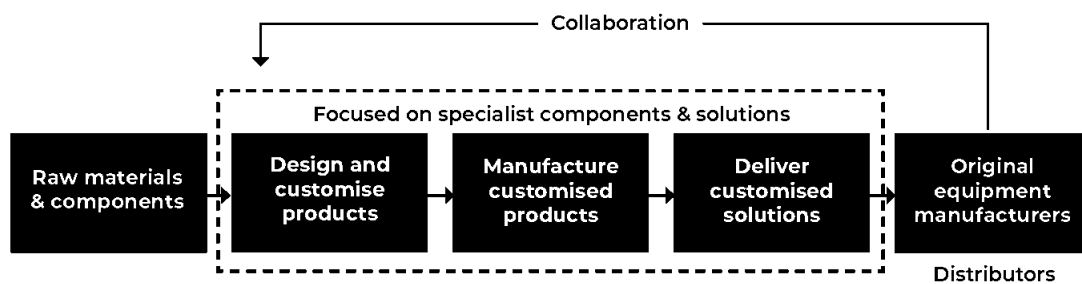 Collaboration
Focused on specialist components & solutions
Raw materials
& components
Design and
customise
products
Manufacture
customised
products
Deliver
customised
solutions
Original
equipment
manufacturers
Distributors